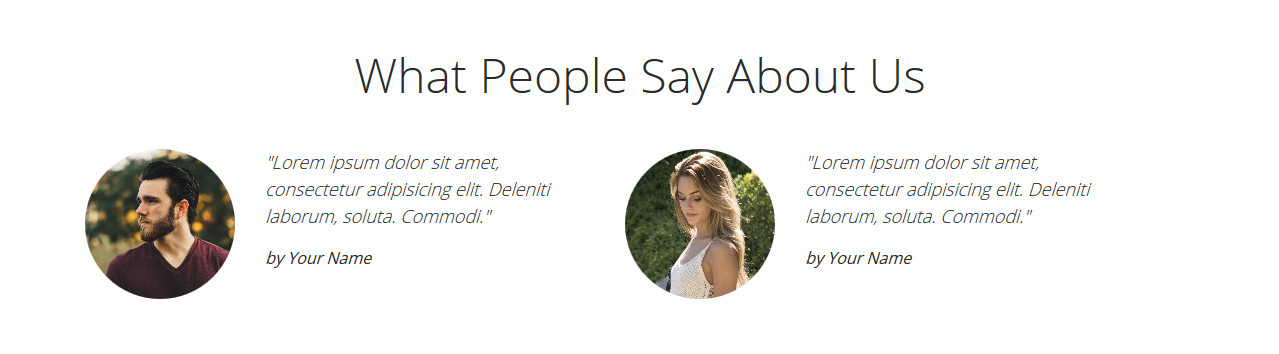 What People Say About Us
"Lorem ipsum dolor sit amet,
consectetur adipisicing elit. Deleniti
laborum, soluta. Commodi."
by Your Name
"Lorem ipsum dolor sit amet,
consectetur adipisicing elit. Deleniti
laborum, soluta. Commodi."
by Your Name